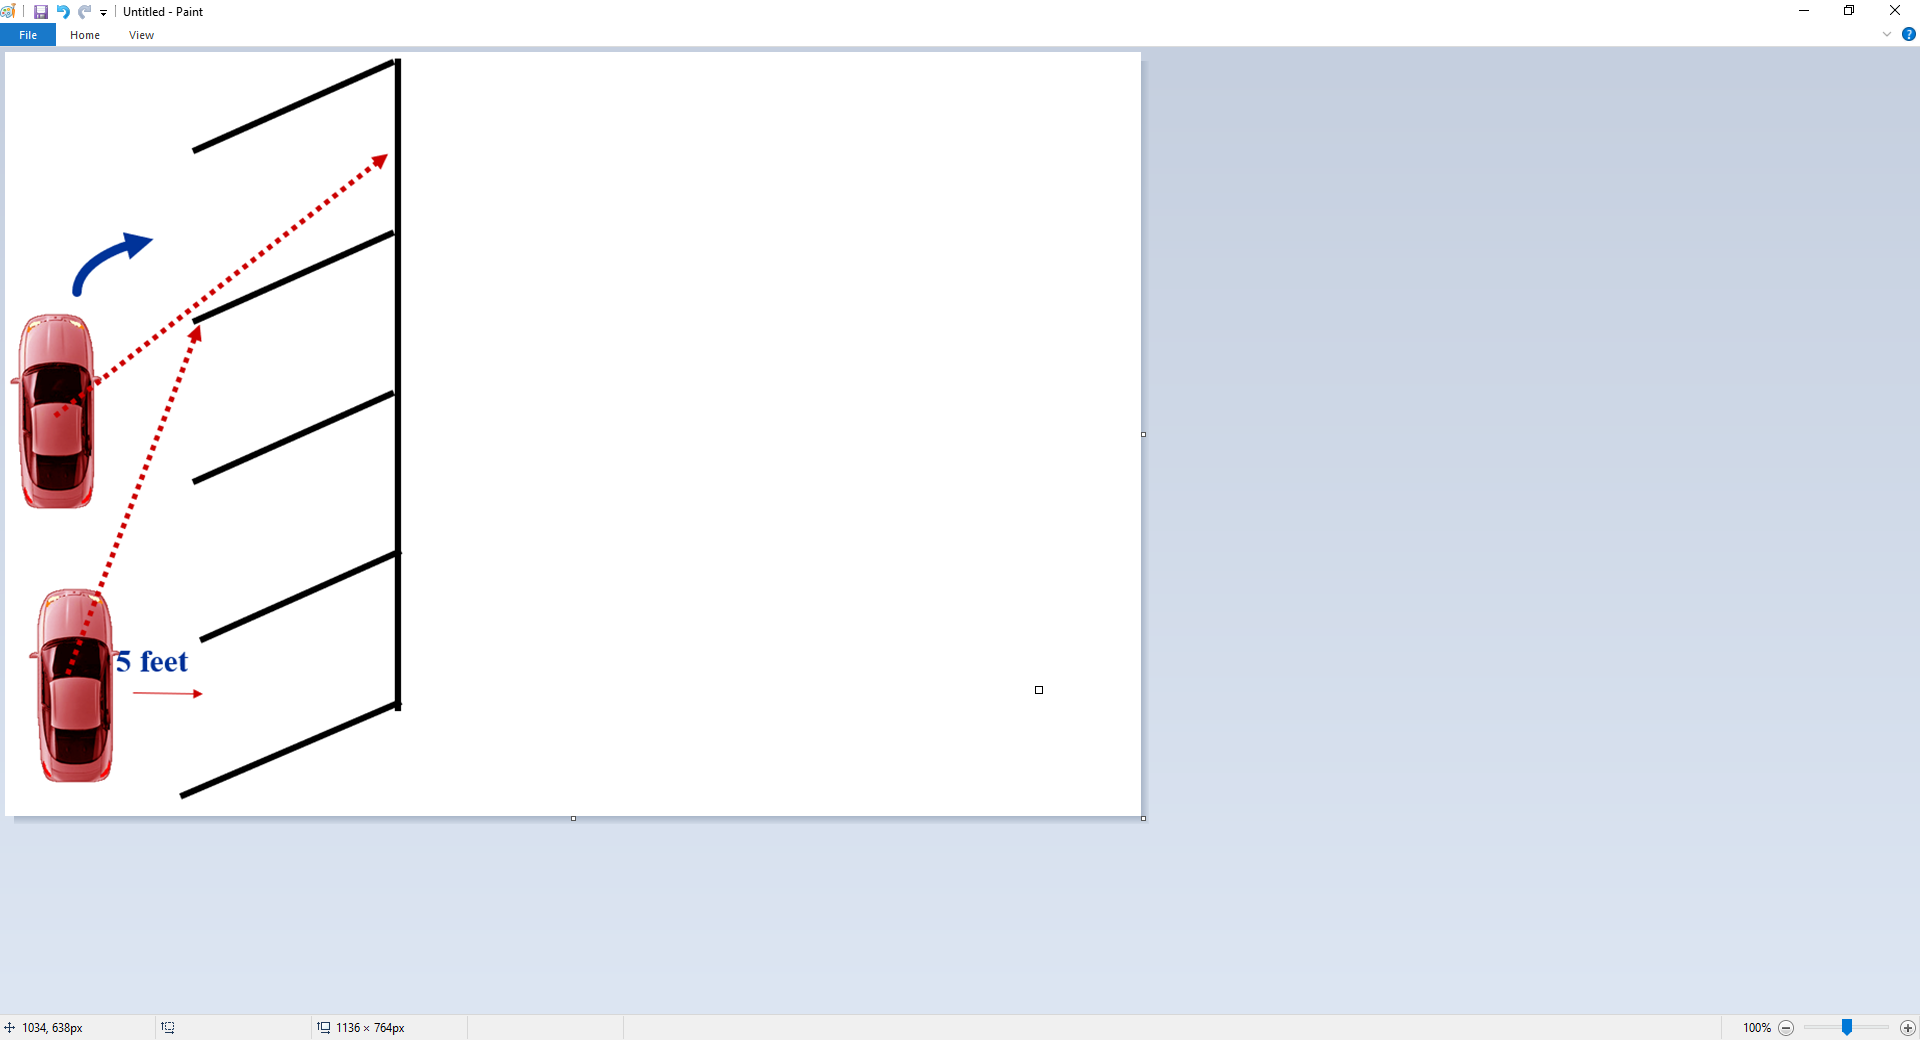 Untitled - Paint
File Home View
?
5 feet
1034, 638px
1136 × 764px
100%